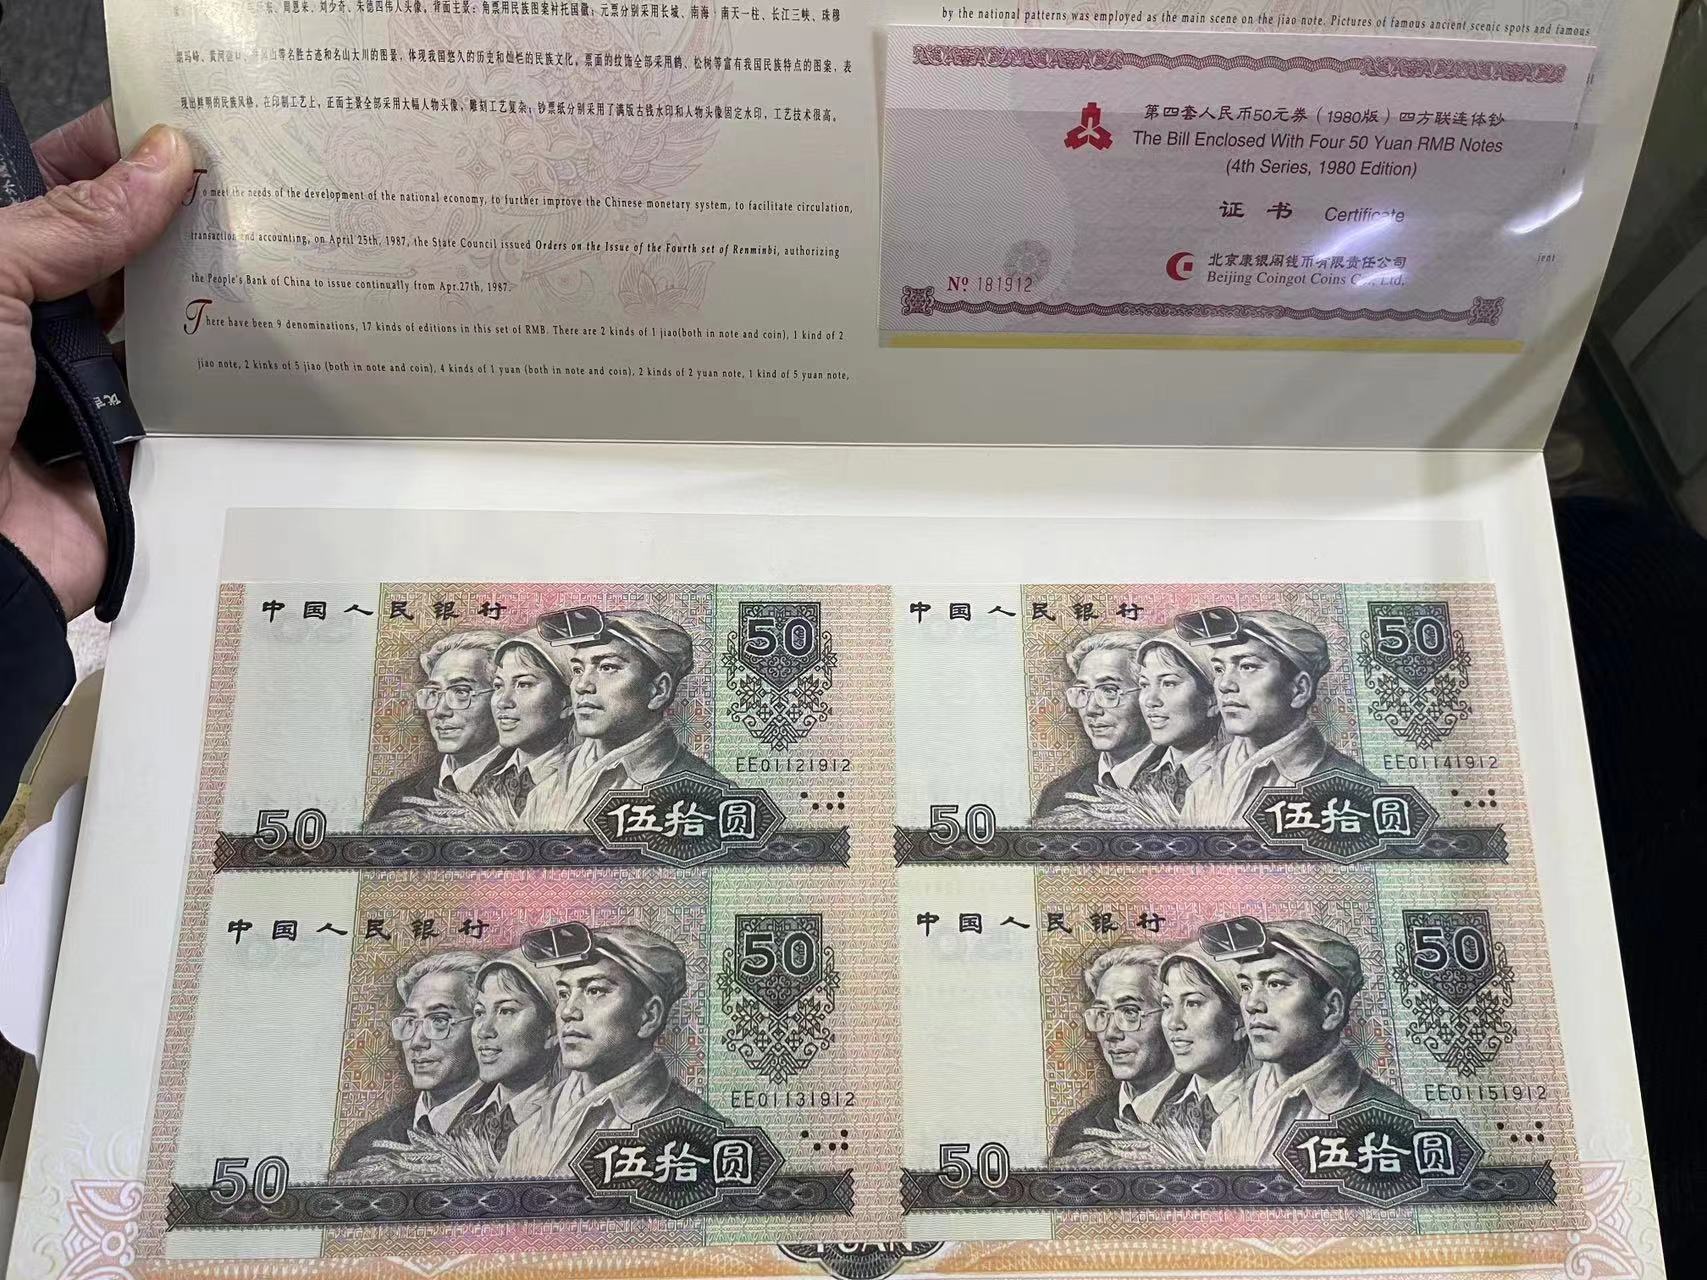 周恩来、刘少奇、朱德四伟人头像，背面主景：角票用民族图案衬托国徽；元票分别采用长城、南海 南天一柱、长江三峡、珠穆
朗玛峰、黄河壶口、 山等名胜古迹和名山大川的图景，体现我国悠久的历史和灿烂的民族文化。票面的纹饰全部采用鹤、松树等富有我国民族特点的图案，表
现出鲜明的民族风格。在印制工艺上，正面主景全部采用大幅人物头像，雕刻工艺复杂；钞票纸分别采用了满版古钱水印和人物头像固定水印，工艺技术很高。
To meet the needs of the development of the national economy, to further improve the Chinese monetary system, to facilitate circulation,
transaction and accounting, on April 25th, 1987, the State Council issued Orders on the Issue of the Fourth set of Renminbi, authorizing
the People's Bank of China to issue continually from Apr.27th, 1987.
There have been 9 denominations, 17 kinds of editions in this set of RMB. There are 2 kinds of 1 jiao(both in note and coin), 1 kind of 2
jiao note, 2 kinks of 5 jiao (both in note and coin), 4 kinds of 1 yuan (both in note and coin), 2 kinds of 2 yuan note, 1 kind of 5 yuan note,
by the national patterns was employed as the main scene on the jiao note. Pictures of famous ancient scenic spots and famous
第四套人民币50元券（1980版）四方联连体钞
The Bill Enclosed With Four 50 Yuan RMB Notes
(4th Series, 1980 Edition)
证 书 Certificate
北京康银阁钱币有限责任公司
Beijing Coingot Coins Co., Ltd.
№ 181912
中国人民银行
50
EE01121912
50
伍拾圆
中国人民银行
50
EE01141912
50
伍拾圆
中国人民银行
50
EE01131912
50
伍拾圆
中国人民银行
50
EE01151912
50
伍拾圆
YUAN